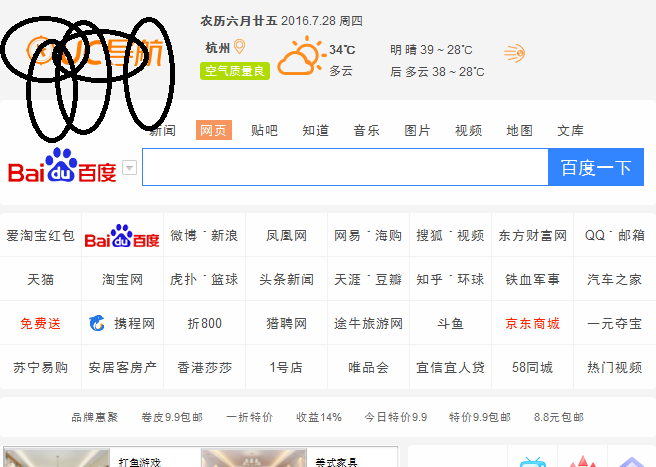 农历六月廿五 2016.7.28 周四
UC导航
杭州 34℃ 明 晴 39 ~ 28℃
空气质量良 多云 后 多云 38 ~ 28℃
新闻 网页 贴吧 知道 音乐 图片 视频 地图 文库
Bai du 百度 百度一下
爱淘宝红包 Bai du 百度 微博 - 新浪 凤凰网 网易 - 海购 搜狐 - 视频 东方财富网 QQ - 邮箱
天猫 淘宝网 虎扑 - 篮球 头条新闻 天涯 - 豆瓣 知乎 - 环球 铁血军事 汽车之家
免费送 携程网 折800 猎聘网 途牛旅游网 斗鱼 京东商城 一元夺宝
苏宁易购 安居客房产 香港莎莎 1号店 唯品会 宜信宜人贷 58同城 热门视频
品牌惠聚 卷皮9.9包邮 一折特价 收益14% 今日特价9.9 特价9.9包邮 8.8元包邮
打鱼游戏 美式家具